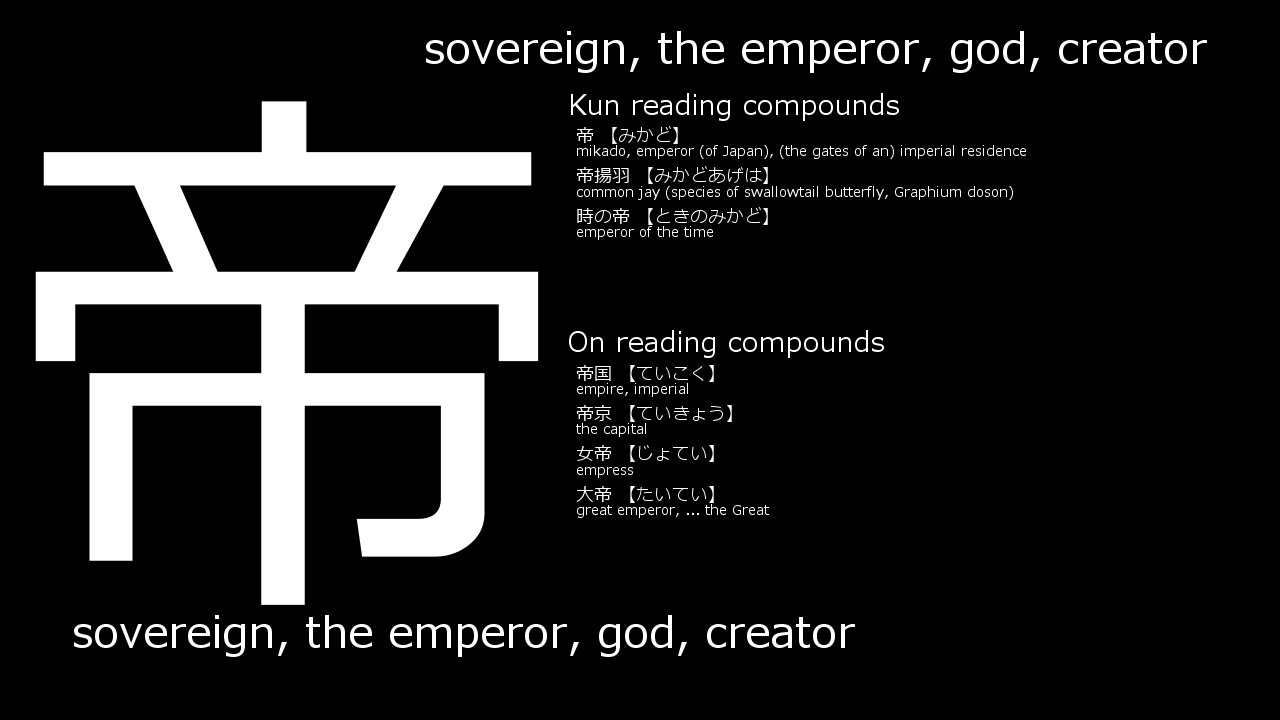 sovereign, the emperor, god, creator
帝
Kun reading compounds
帝 【みかど】
mikado, emperor (of Japan), (the gates of an) imperial residence
帝揚羽 【みかどあげは】
common jay (species of swallowtail butterfly, Graphium doson)
時の帝 【ときのみかど】
emperor of the time
On reading compounds
帝国 【ていこく】
empire, imperial
帝京 【ていきょう】
the capital
女帝 【じょてい】
empress
大帝 【たいてい】
great emperor, ... the Great
sovereign, the emperor, god, creator